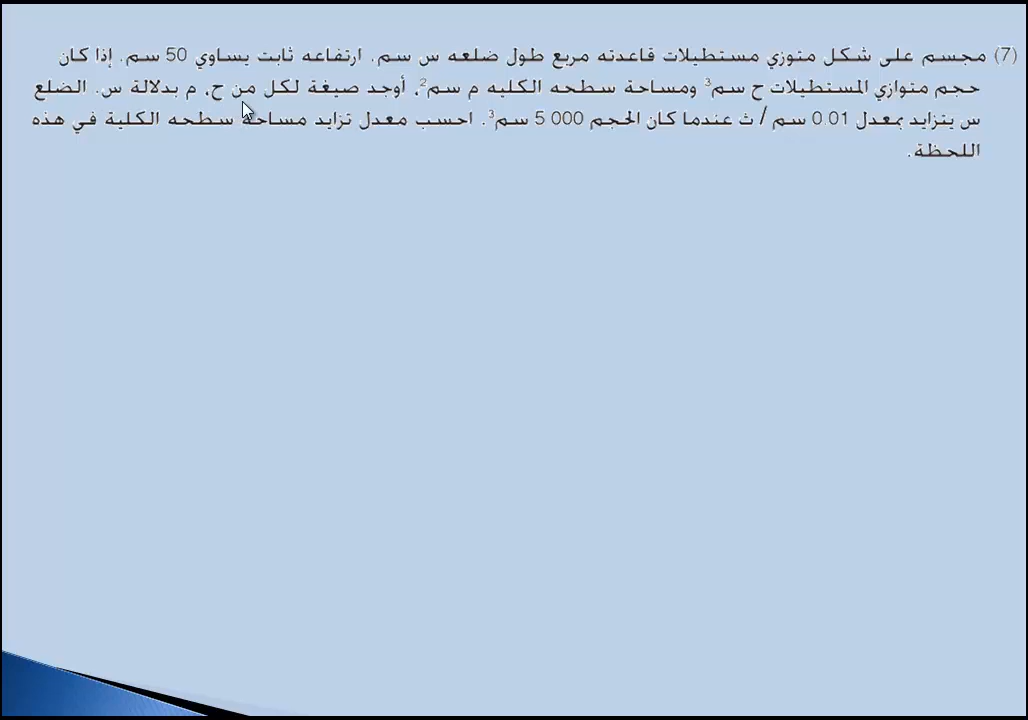 (7) مجسم على شكل متوزي مستطيلات قاعدته مربع طول ضلعه س سم. ارتفاعه ثابت يساوي 50 سم. إذا كان
حجم متوازي المستطيلات ح سم³ ومساحة سطحه الكليه م سم²، أوجد صيغة لكل من ح، م بدلالة س. الضلع
س يتزايد بمعدل 0.01 سم / ث عندما كان الحجم 000 5 سم³. احسب معدل تزايد مساحة سطحه الكلية في هذه
اللحظة.